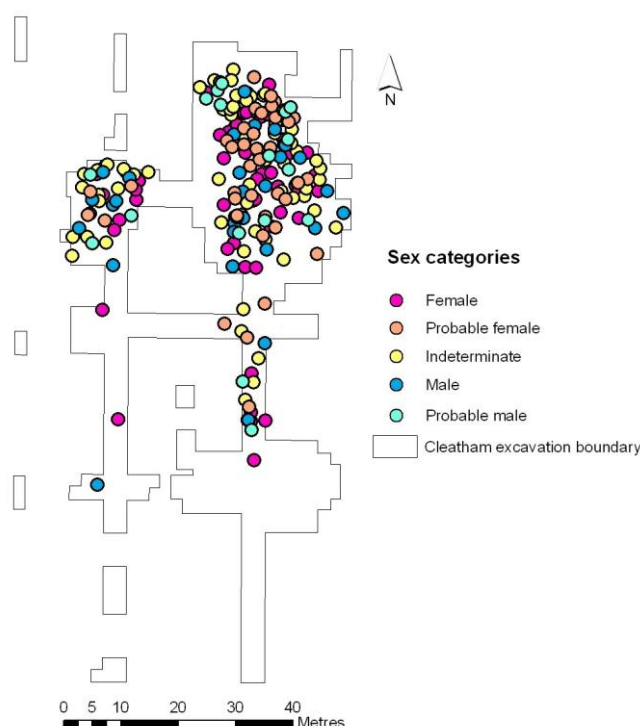 N
Sex categories
Female
Probable female
Indeterminate
Male
Probable male
Cleatham excavation boundary
0 5 10 20 30 40
Metres